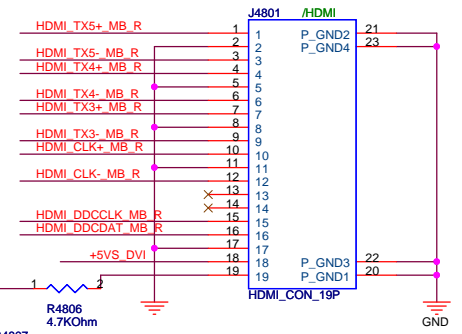 J4801 /HDMI
HDMI_TX5+_MB_R 1 1 P_GND2 21
2 2 P_GND4 23
HDMI_TX5-_MB_R 3 3
HDMI_TX4+_MB_R 4 4
5 5
HDMI_TX4-_MB_R 6 6
HDMI_TX3+_MB_R 7 7
8 8
HDMI_TX3-_MB_R 9 9
HDMI_CLK+_MB_R 10 10
11 11
HDMI_CLK-_MB_R 12 12
13 13
14 14
HDMI_DDCCLK_MB_R 15 15
HDMI_DDCDAT_MB_R 16 16
17 17
+5VS_DVI 18 18 P_GND3 22
19 19 P_GND1 20
1 2
HDMI_CON_19P
R4806
4.7KOhm
GND